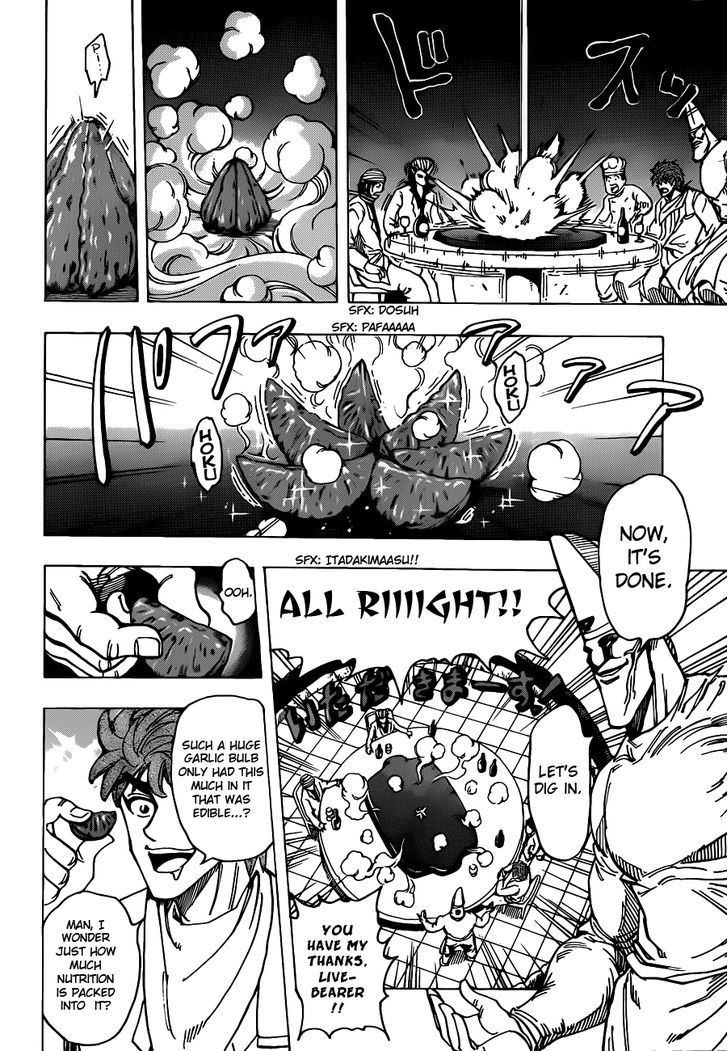 ドスッ
SFX: DOSUH
PI...
SFX: PAFAAAAA
パファァァ
HOKU
HOKU
NOW,
IT'S
DONE.
LET'S
DIG IN.
SFX: ITADAKIMAASU!!
ALL RIIIIGHT!!
いただきまーす!
YOU
HAVE MY
THANKS,
LIVE-
BEARER
!!
OOH.
SUCH A HUGE
GARLIC BULB
ONLY HAD THIS
MUCH IN IT
THAT WAS
EDIBLE...?
MAN, I
WONDER
JUST HOW
MUCH
NUTRITION
IS PACKED
INTO IT?